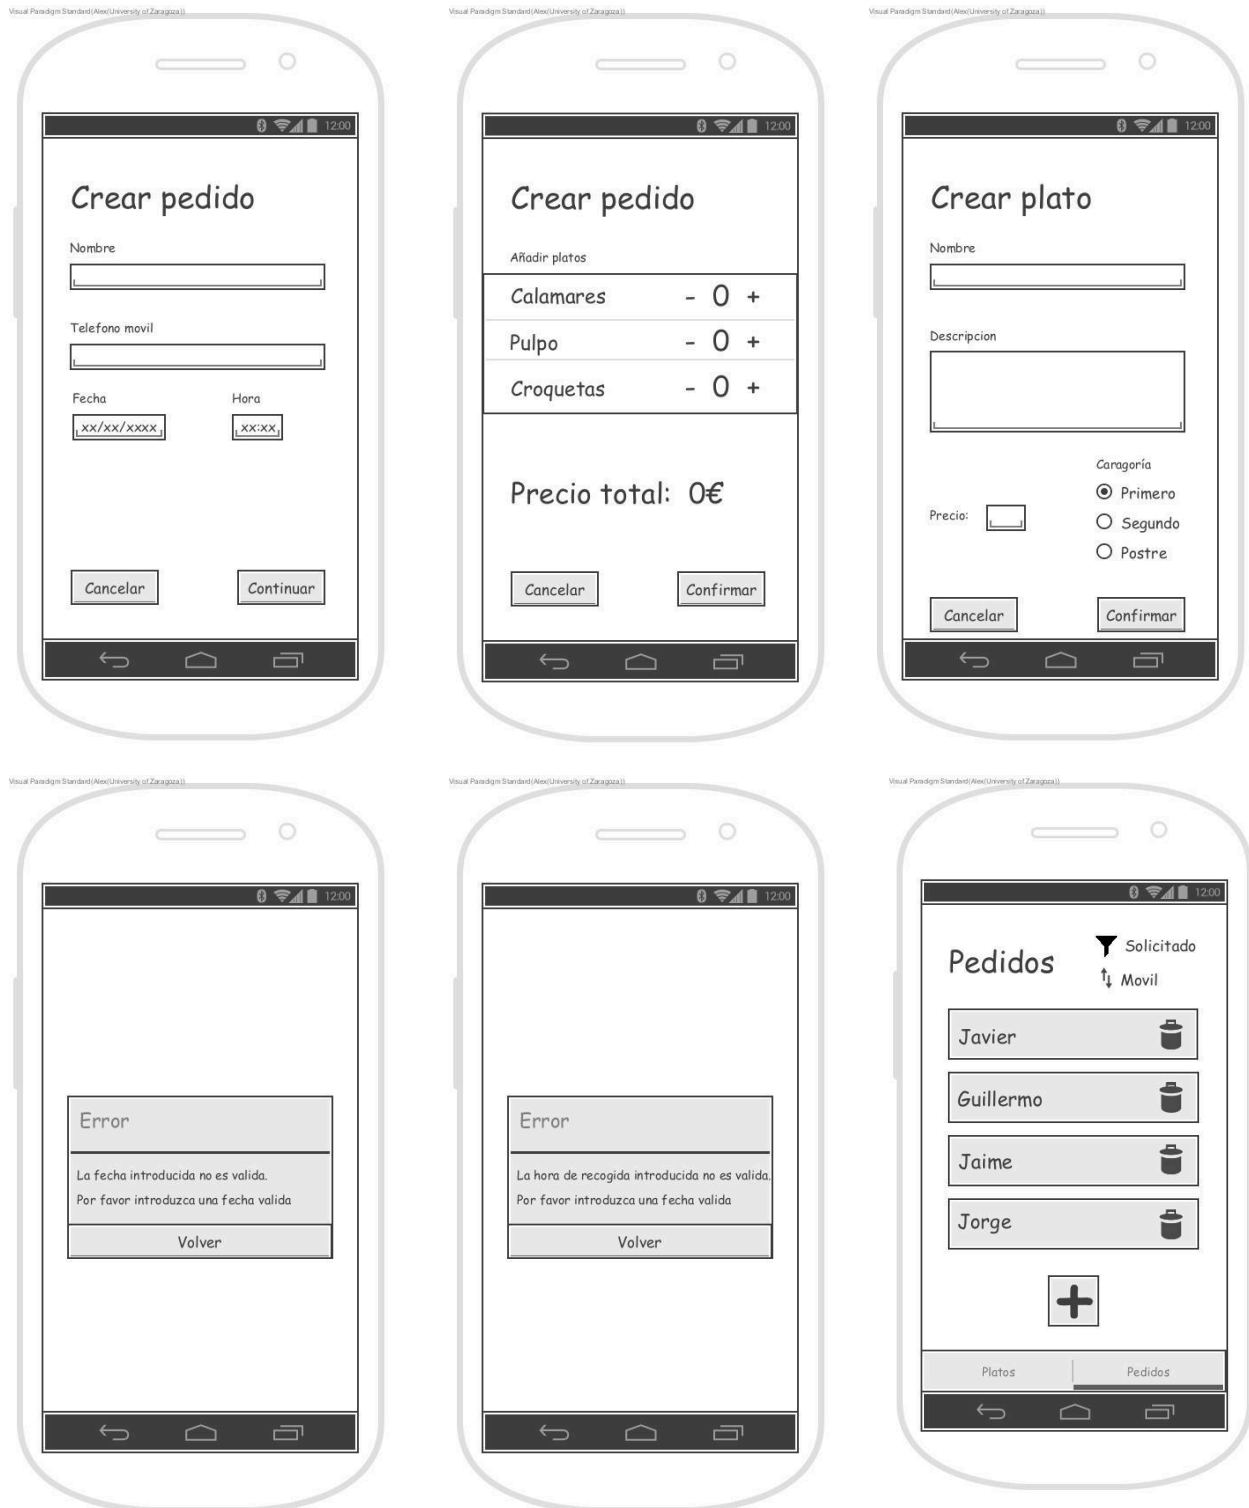 Visual Paradigm Standard(Alex(University of Zaragoza))
12:00
Crear pedido
Nombre
Telefono movil
Fecha Hora
xx/xx/xxxx xx:xx
Cancelar Continuar
Visual Paradigm Standard(Alex(University of Zaragoza))
12:00
Crear pedido
Añadir platos
Calamares - 0 +
Pulpo - 0 +
Croquetas - 0 +
Precio total: 0€
Cancelar Confirmar
Visual Paradigm Standard(Alex(University of Zaragoza))
12:00
Crear plato
Nombre
Descripcion
Caragoría
Primero
Precio:
Segundo
Postre
Cancelar Confirmar
Visual Paradigm Standard(Alex(University of Zaragoza))
12:00
Error
La fecha introducida no es valida.
Por favor introduzca una fecha valida
Volver
Visual Paradigm Standard(Alex(University of Zaragoza))
12:00
Error
La hora de recogida introducida no es valida.
Por favor introduzca una fecha valida
Volver
Visual Paradigm Standard(Alex(University of Zaragoza))
12:00
Solicitado
Pedidos
Movil
Javier
Guillermo
Jaime
Jorge
+
Platos Pedidos